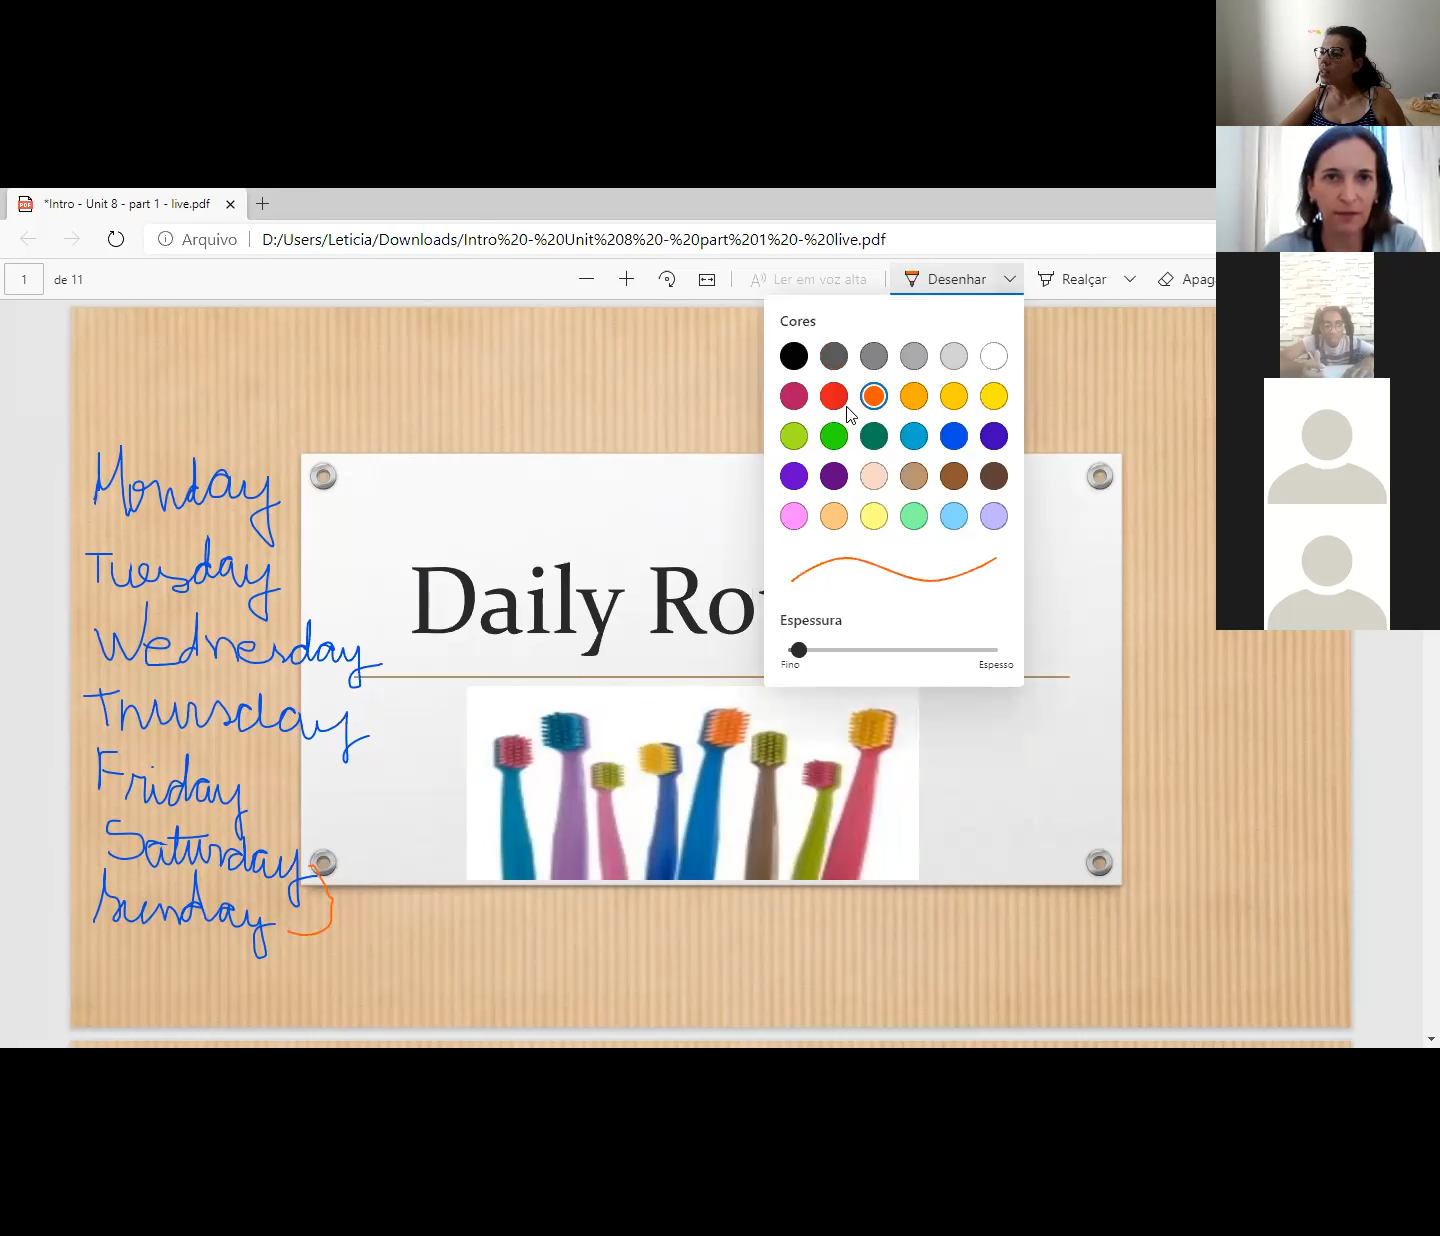 *Intro - Unit 8 - part 1 - live.pdf
Arquivo
D:/Users/Leticia/Downloads/Intro%20-%20Unit%208%20-%20part%201%20-%20live.pdf
1 de 11
Ler em voz alta
Desenhar
Realçar
Apag
Cores
Espessura
Fino
Espesso
Daily Ro
Monday
Tuesday
Wednesday
Thursday
Friday
Saturday
Sunday